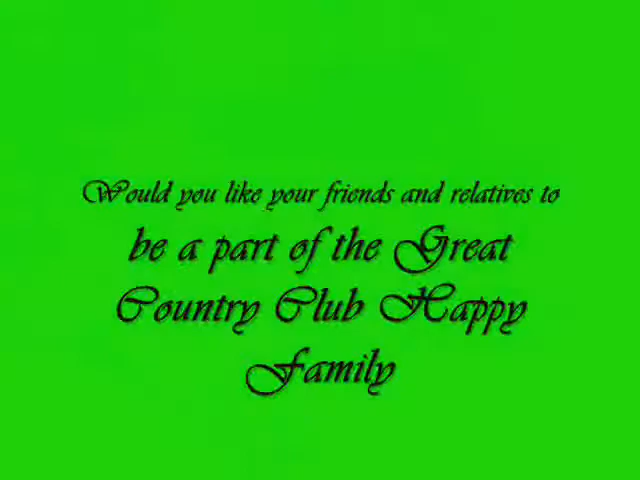 Would you like your friends and relatives to
be a part of the Great
Country Club Happy
Family